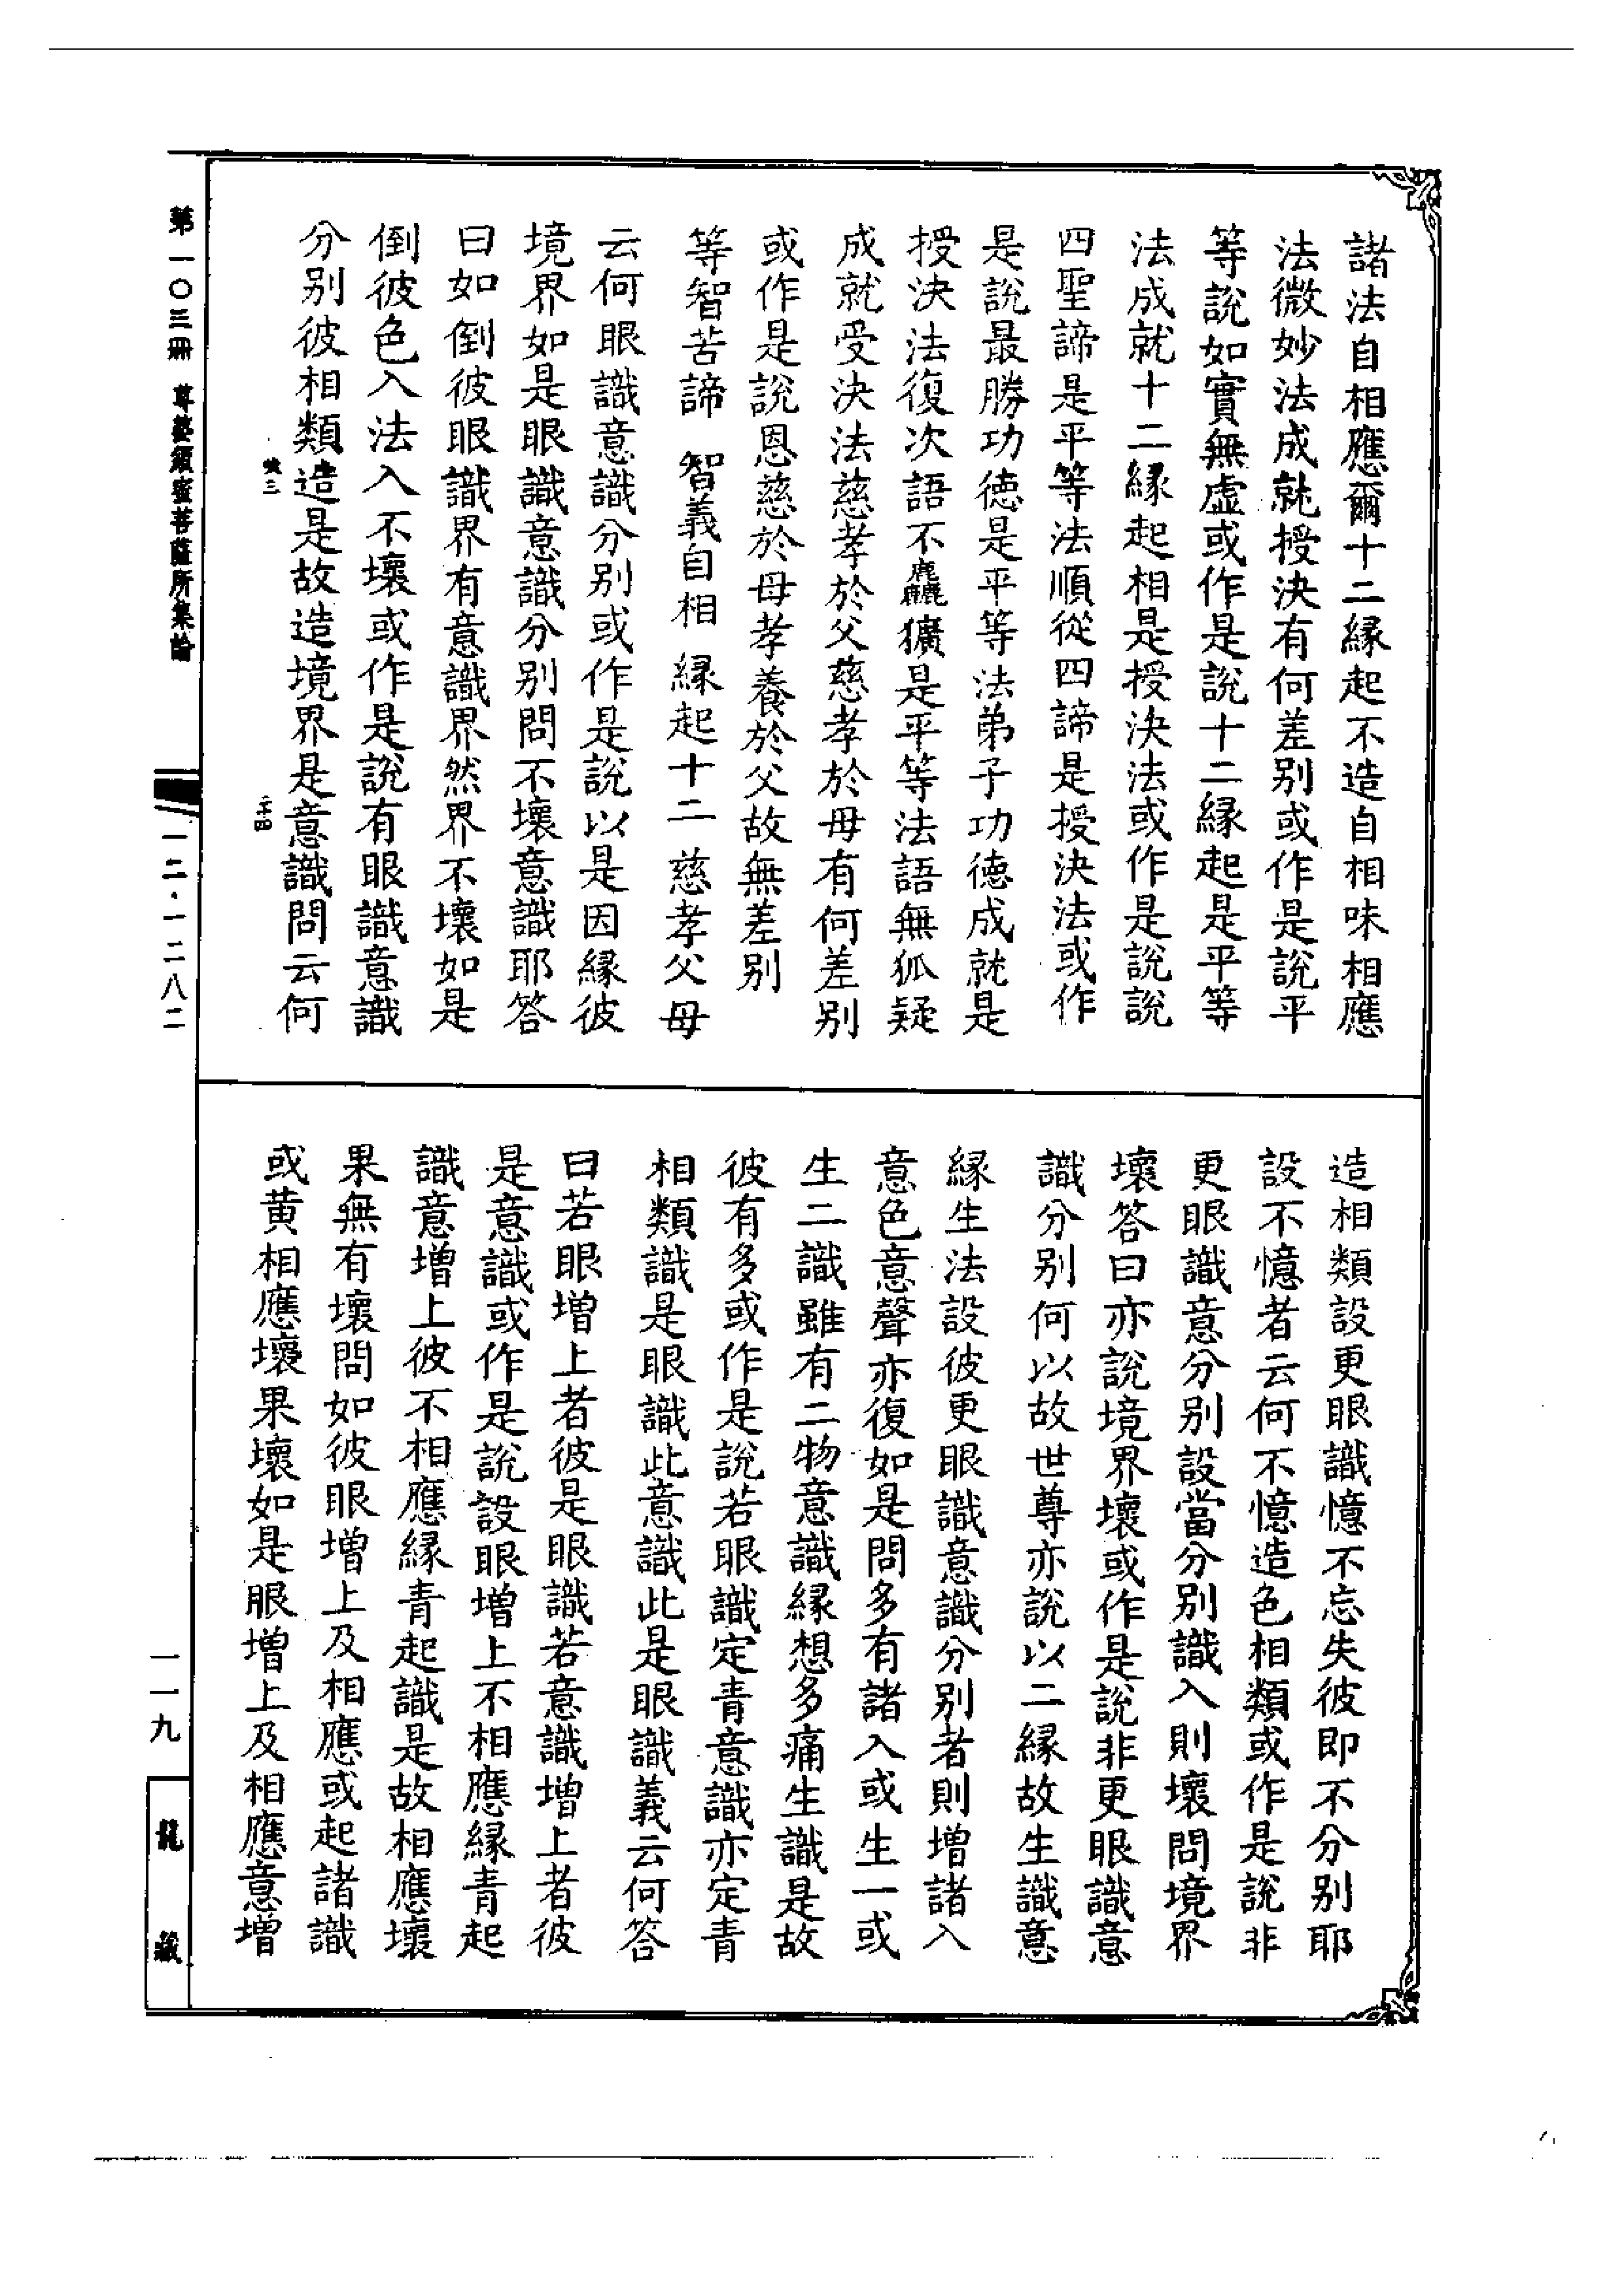 諸法自相應爾十二緣起不造自相味相應
法微妙法成就授決有何差別或作是說平
等說如實無虛或作是說十二緣起是平等
法成就十二緣起相是授決法或作是說說
四聖諦是平等法順從四諦是授決法或作
是說最勝功德是平等法弟子功德成就是
授決法復次語不麤獷是平等法語無狐疑
成就受決法慈孝於父慈孝於母有何差別
或作是說恩慈於母孝養於父故無差別
等智苦諦 智義自相 緣起十二 慈孝父母
云何眼識意識分別或作是說以是因緣彼
境界如是眼識意識分別問不壞意識耶答
曰如倒彼眼識界有意識界然界不壞如是
倒彼色入法入不壞或作是說有眼識意識
分別彼相類造是故造境界是意識問云何
造相類設更眼識憶不忘失彼即不分別耶
設不憶者云何不憶造色相類或作是說非
更眼識意分別設當分別識入則壞問境界
壞答曰亦說境界壞或作是說非更眼識意
識分別何以故世尊亦說以二緣故生識意
緣生法設彼更眼識意識分別者則增諸入
意色意聲亦復如是問多有諸入或生一或
生二識雖有二物意識緣想多痛生識是故
彼有多或作是說若眼識定青意識亦定青
相類識是眼識此意識此是眼識義云何答
曰若眼增上者彼是眼識若意識增上者彼
是意識或作是說設眼增上不相應緣青起
識意增上彼不相應緣青起識是故相應壞
果無有壞問如彼眼增上及相應或起諸識
或黃相應壞果壞如是眼增上及相應意增
第一〇三冊 尊婆須蜜菩薩所集論
一二·一二八二
一一九
龍藏